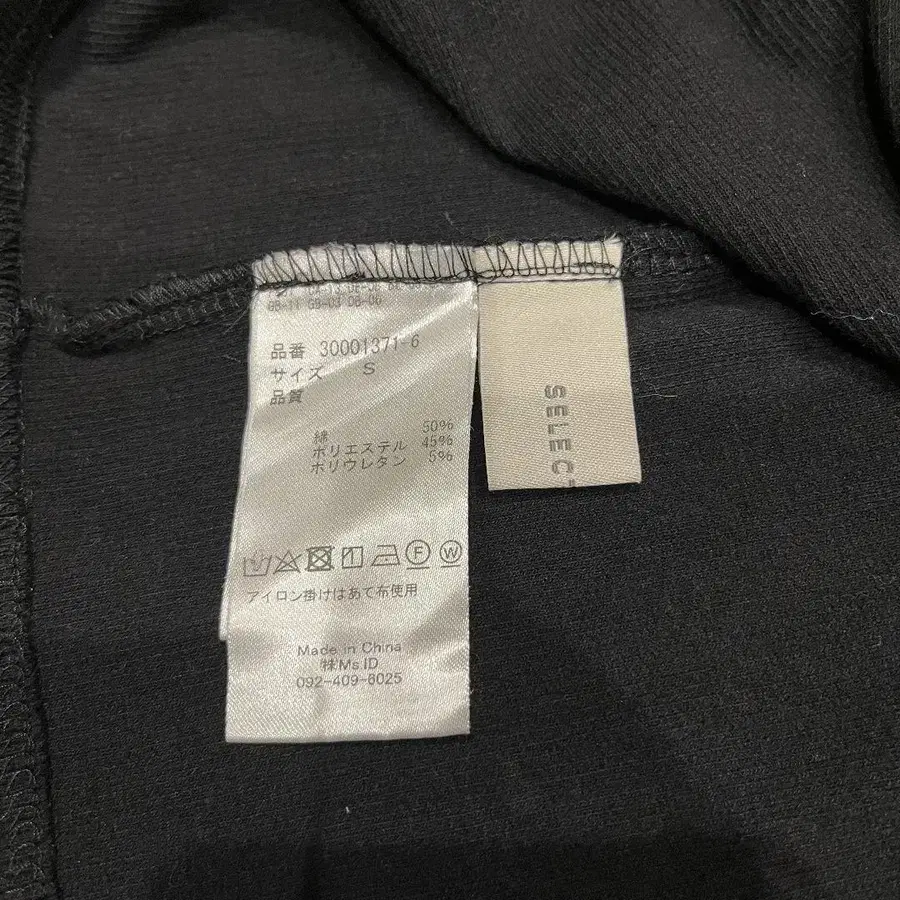 品番 30001371-6
サイズ S
品質
綿 50%
ポリエステル 45%
ポリウレタン 5%
F W
アイロン掛けはあて布使用
Made in China
㈱Ms ID
092-409-6025
SELECT